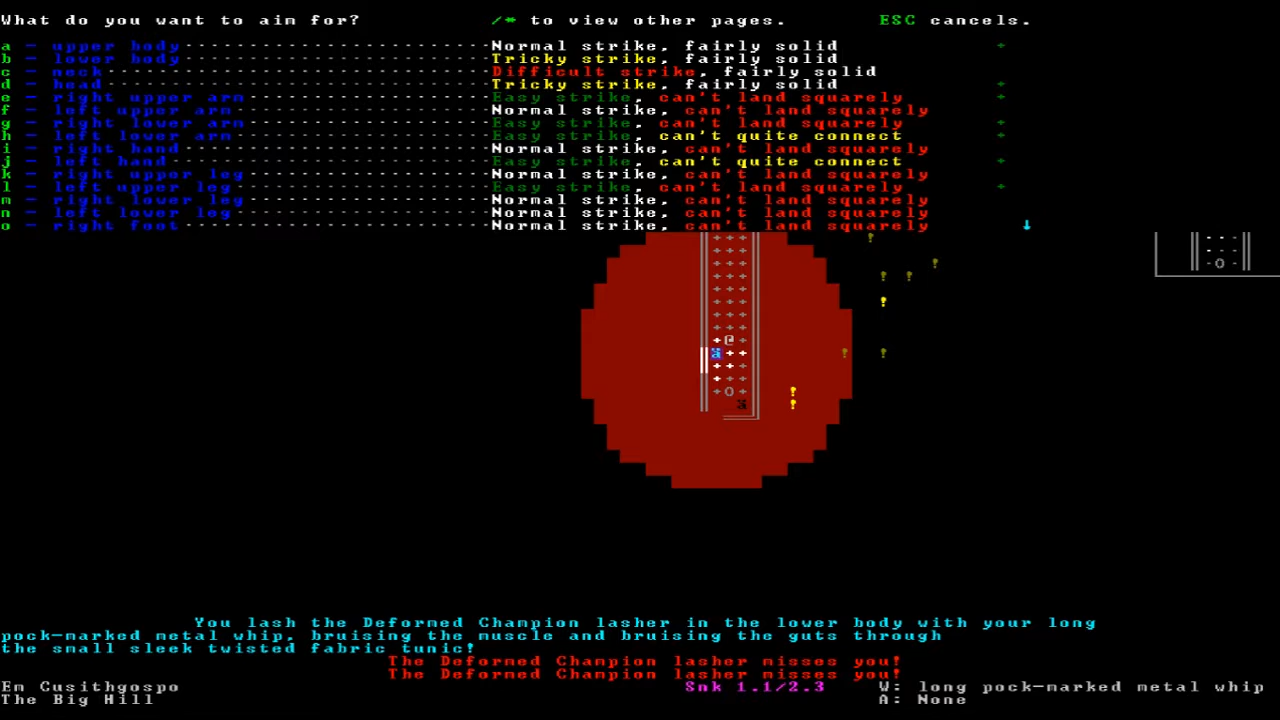 What do you want to aim for? /* to view other pages. ESC cancels.
a - upper body Normal strike, fairly solid +
b - lower body Tricky strike, fairly solid
c - neck Difficult strike, fairly solid
d - head Tricky strike, fairly solid +
e - right upper arm Easy strike, can't land squarely +
f - left upper arm Normal strike, can't land squarely
g - right lower arm Easy strike, can't land squarely +
h - left lower arm Easy strike, can't quite connect +
i - right hand Normal strike, can't land squarely
j - left hand Easy strike, can't quite connect +
k - right upper leg Normal strike, can't land squarely
l - left upper leg Easy strike, can't land squarely +
m - right lower leg Normal strike, can't land squarely
n - left lower leg Normal strike, can't land squarely
o - right foot Normal strike, can't land squarely
You lash the Deformed Champion lasher in the lower body with your long
pock-marked metal whip, bruising the muscle and bruising the guts through
the small sleek twisted fabric tunic!
The Deformed Champion lasher misses you!
The Deformed Champion lasher misses you!
Em Cusithgospo Snk 1.1/2.3 W: long pock-marked metal whip
The Big Hill A: None